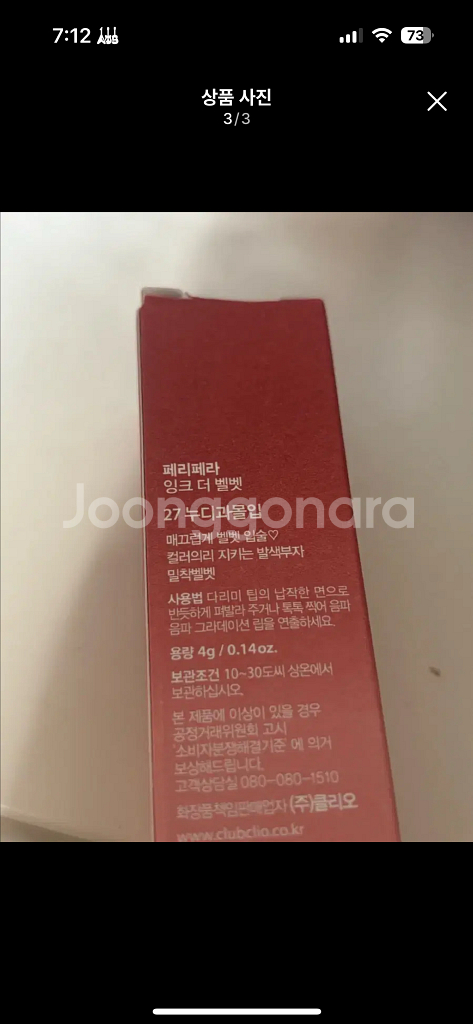 7:12
73
상품 사진
3/3
페리페라
잉크 더 벨벳
27 누디과몰입
Joonggonara
매끄럽게 벨벳 입술♡
컬러의리 지키는 발색부자
밀착벨벳
사용법 다리미 팁의 납작한 면으로
반듯하게 펴발라 주거나 톡톡 찍어 음파
음파 그라데이션 립을 연출하세요.
용량 4g / 0.14oz.
보관조건 10~30도씨 상온에서
보관하십시오.
본 제품에 이상이 있을 경우
공정거래위원회 고시
'소비자분쟁해결기준' 에 의거
보상해드립니다.
고객상담실 080-080-1510
화장품책임판매업자 (주)클리오
www.clubclio.co.kr